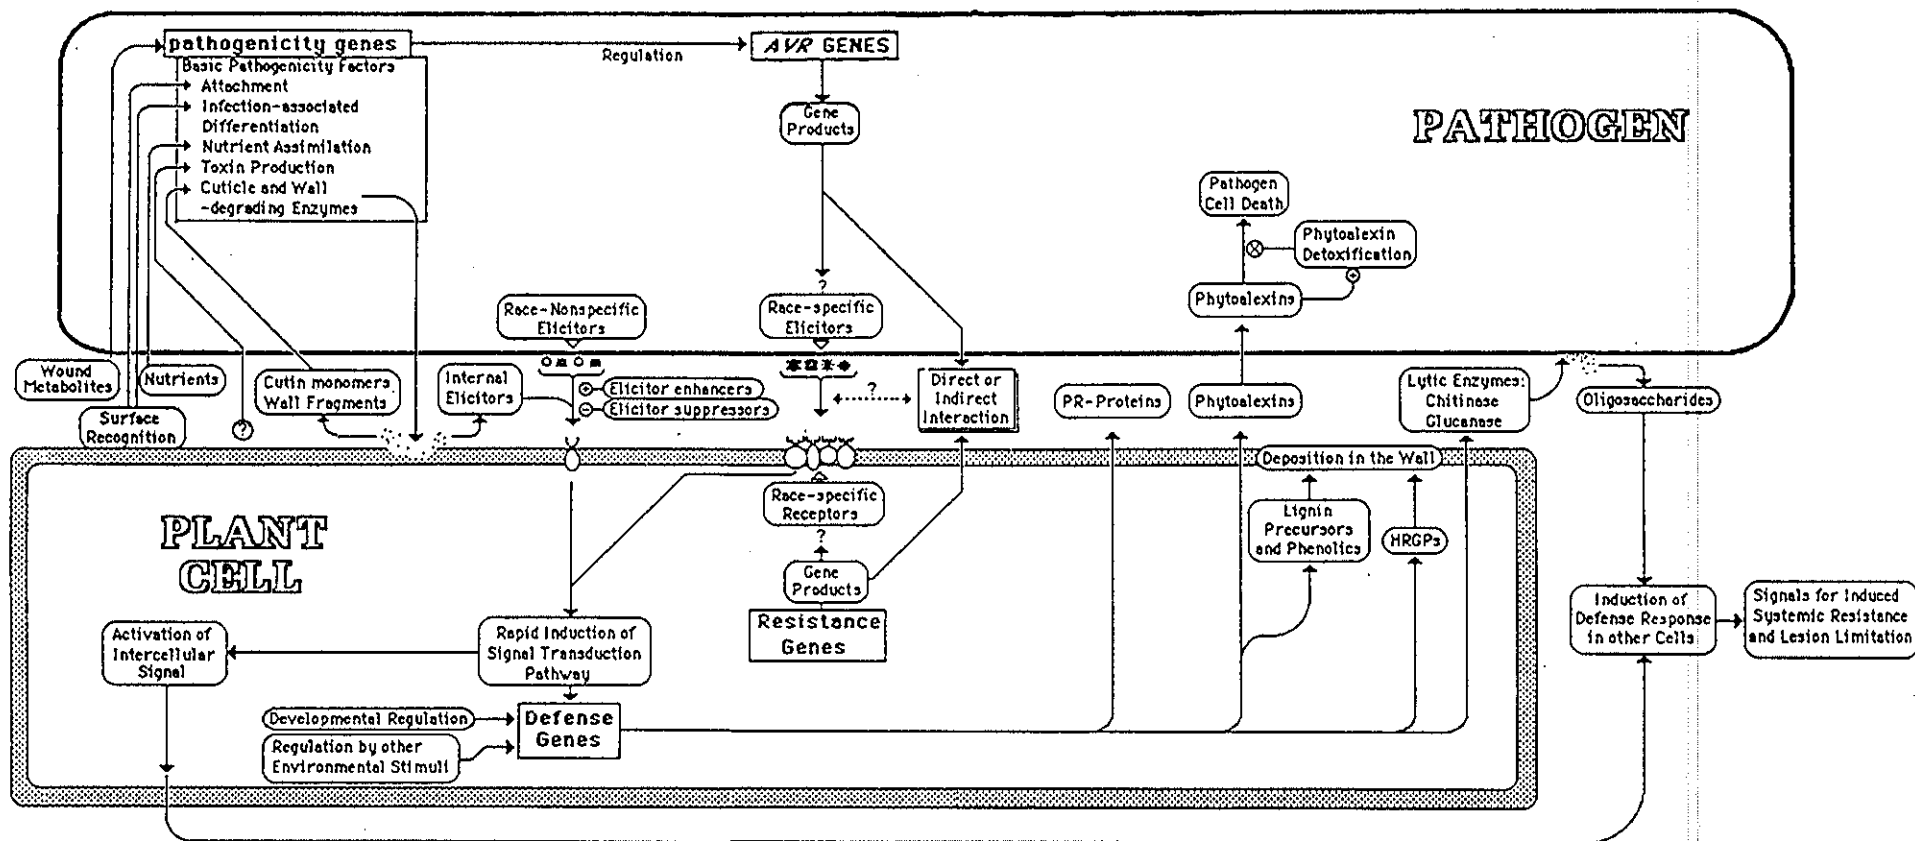 pathogenicity genes
Regulation
AVR GENES
Basic Pathogenicity Factors
Attachment
Infection-associated
Differentiation
Nutrient Assimilation
Toxin Production
Cuticle and Wall
-degrading Enzymes
Gene
Products
PATHOGEN
Pathogen
Cell Death
Phytoalexin
Detoxification
+
Phytoalexins
Race-Nonspecific
Elicitors
?
Race-specific
Elicitors
Wound
Metabolites
Nutrients
Surface
Recognition
?
Cutin monomers
Wall Fragments
Internal
Elicitors
+ Elicitor enhancers
- Elicitor suppressors
?
Direct or
Indirect
Interaction
PR-Proteins
Phytoalexins
Lytic Enzymes:
Chitinase
Glucanase
Oligosaccharides
Deposition in the Wall
PLANT
CELL
Race-specific
Receptors
?
Gene
Products
Resistance
Genes
Lignin
Precursors
and Phenolics
HRGPs
Activation of
Intercellular
Signal
Rapid Induction of
Signal Transduction
Pathway
Developmental Regulation
Regulation by other
Environmental Stimuli
Defense
Genes
Induction of
Defense Response
in other Cells
Signals for Induced
Systemic Resistance
and Lesion Limitation